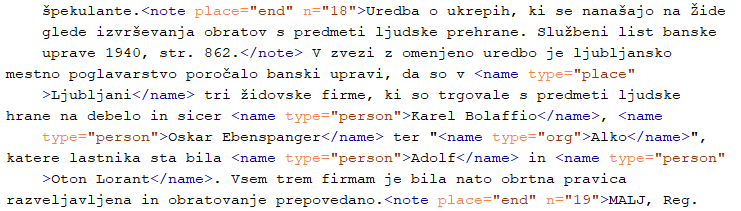 špekulante.<note place="end" n="18">Uredba o ukrepih, ki se nanašajo na Žide
glede izvrševanja obratov s predmeti ljudske prehrane. Službeni list banske
uprave 1940, str. 862.</note> V zvezi z omenjeno uredbo je ljubljansko
mestno poglavarstvo poročalo banski upravi, da so v <name type="place"
>Ljubljani</name> tri židovske firme, ki so trgovale s predmeti ljudske
hrane na debelo in sicer <name type="person">Karel Bolaffio</name>, <name
type="person">Oskar Ebenspanger</name> ter "<name type="org">Alko</name>",
katere lastnika sta bila <name type="person">Adolf</name> in <name type="person"
>Oton Lorant</name>. Vsem trem firmam je bila nato obrtna pravica
razveljavljena in obratovanje prepovedano.<note place="end" n="19">MALJ, Reg.